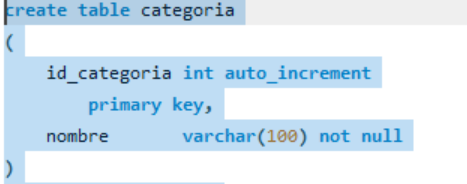 create table categoria
(
    id_categoria int auto_increment
        primary key,
    nombre       varchar(100) not null
)